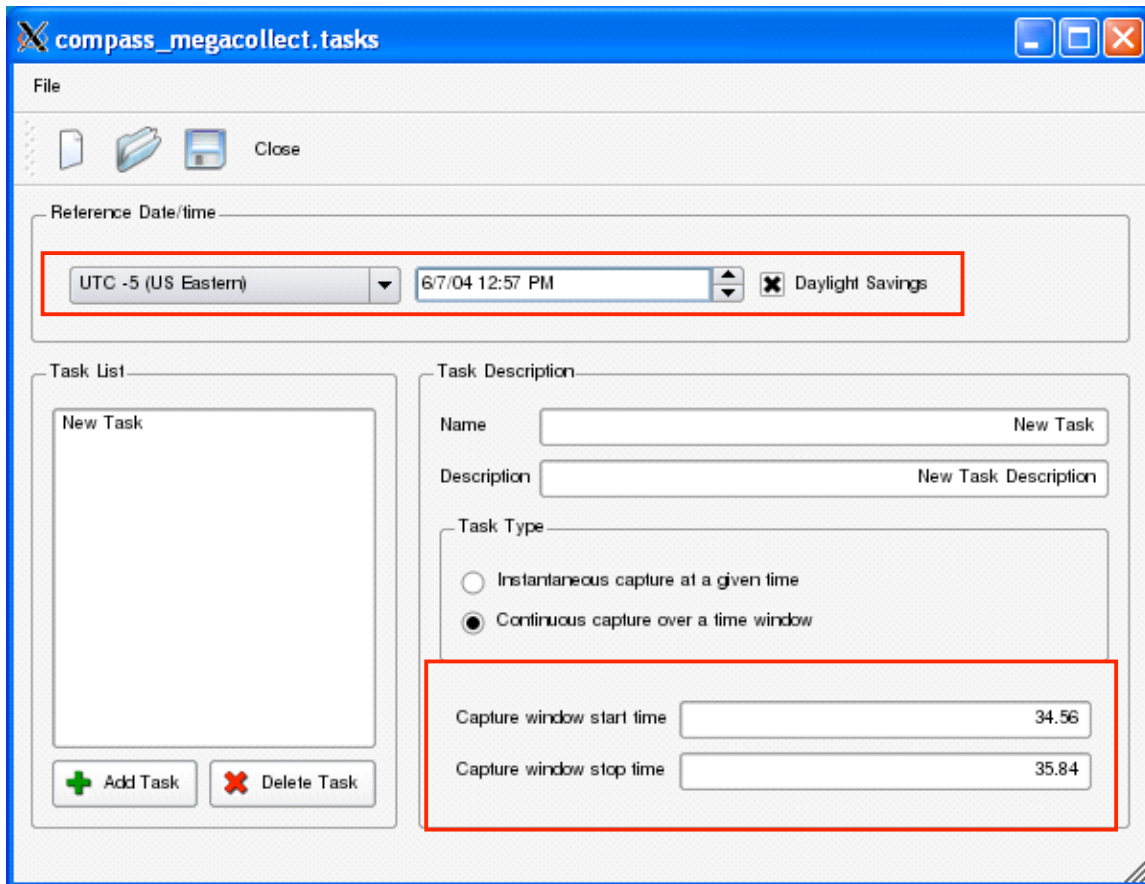 compass_megacollect.tasks
File
Close
Reference Date/time
UTC -5 (US Eastern)
6/7/04 12:57 PM
Daylight Savings
Task List
New Task
Add Task
Delete Task
Task Description
Name
New Task
Description
New Task Description
Task Type
Instantaneous capture at a given time
Continuous capture over a time window
Capture window start time
34.56
Capture window stop time
35.84